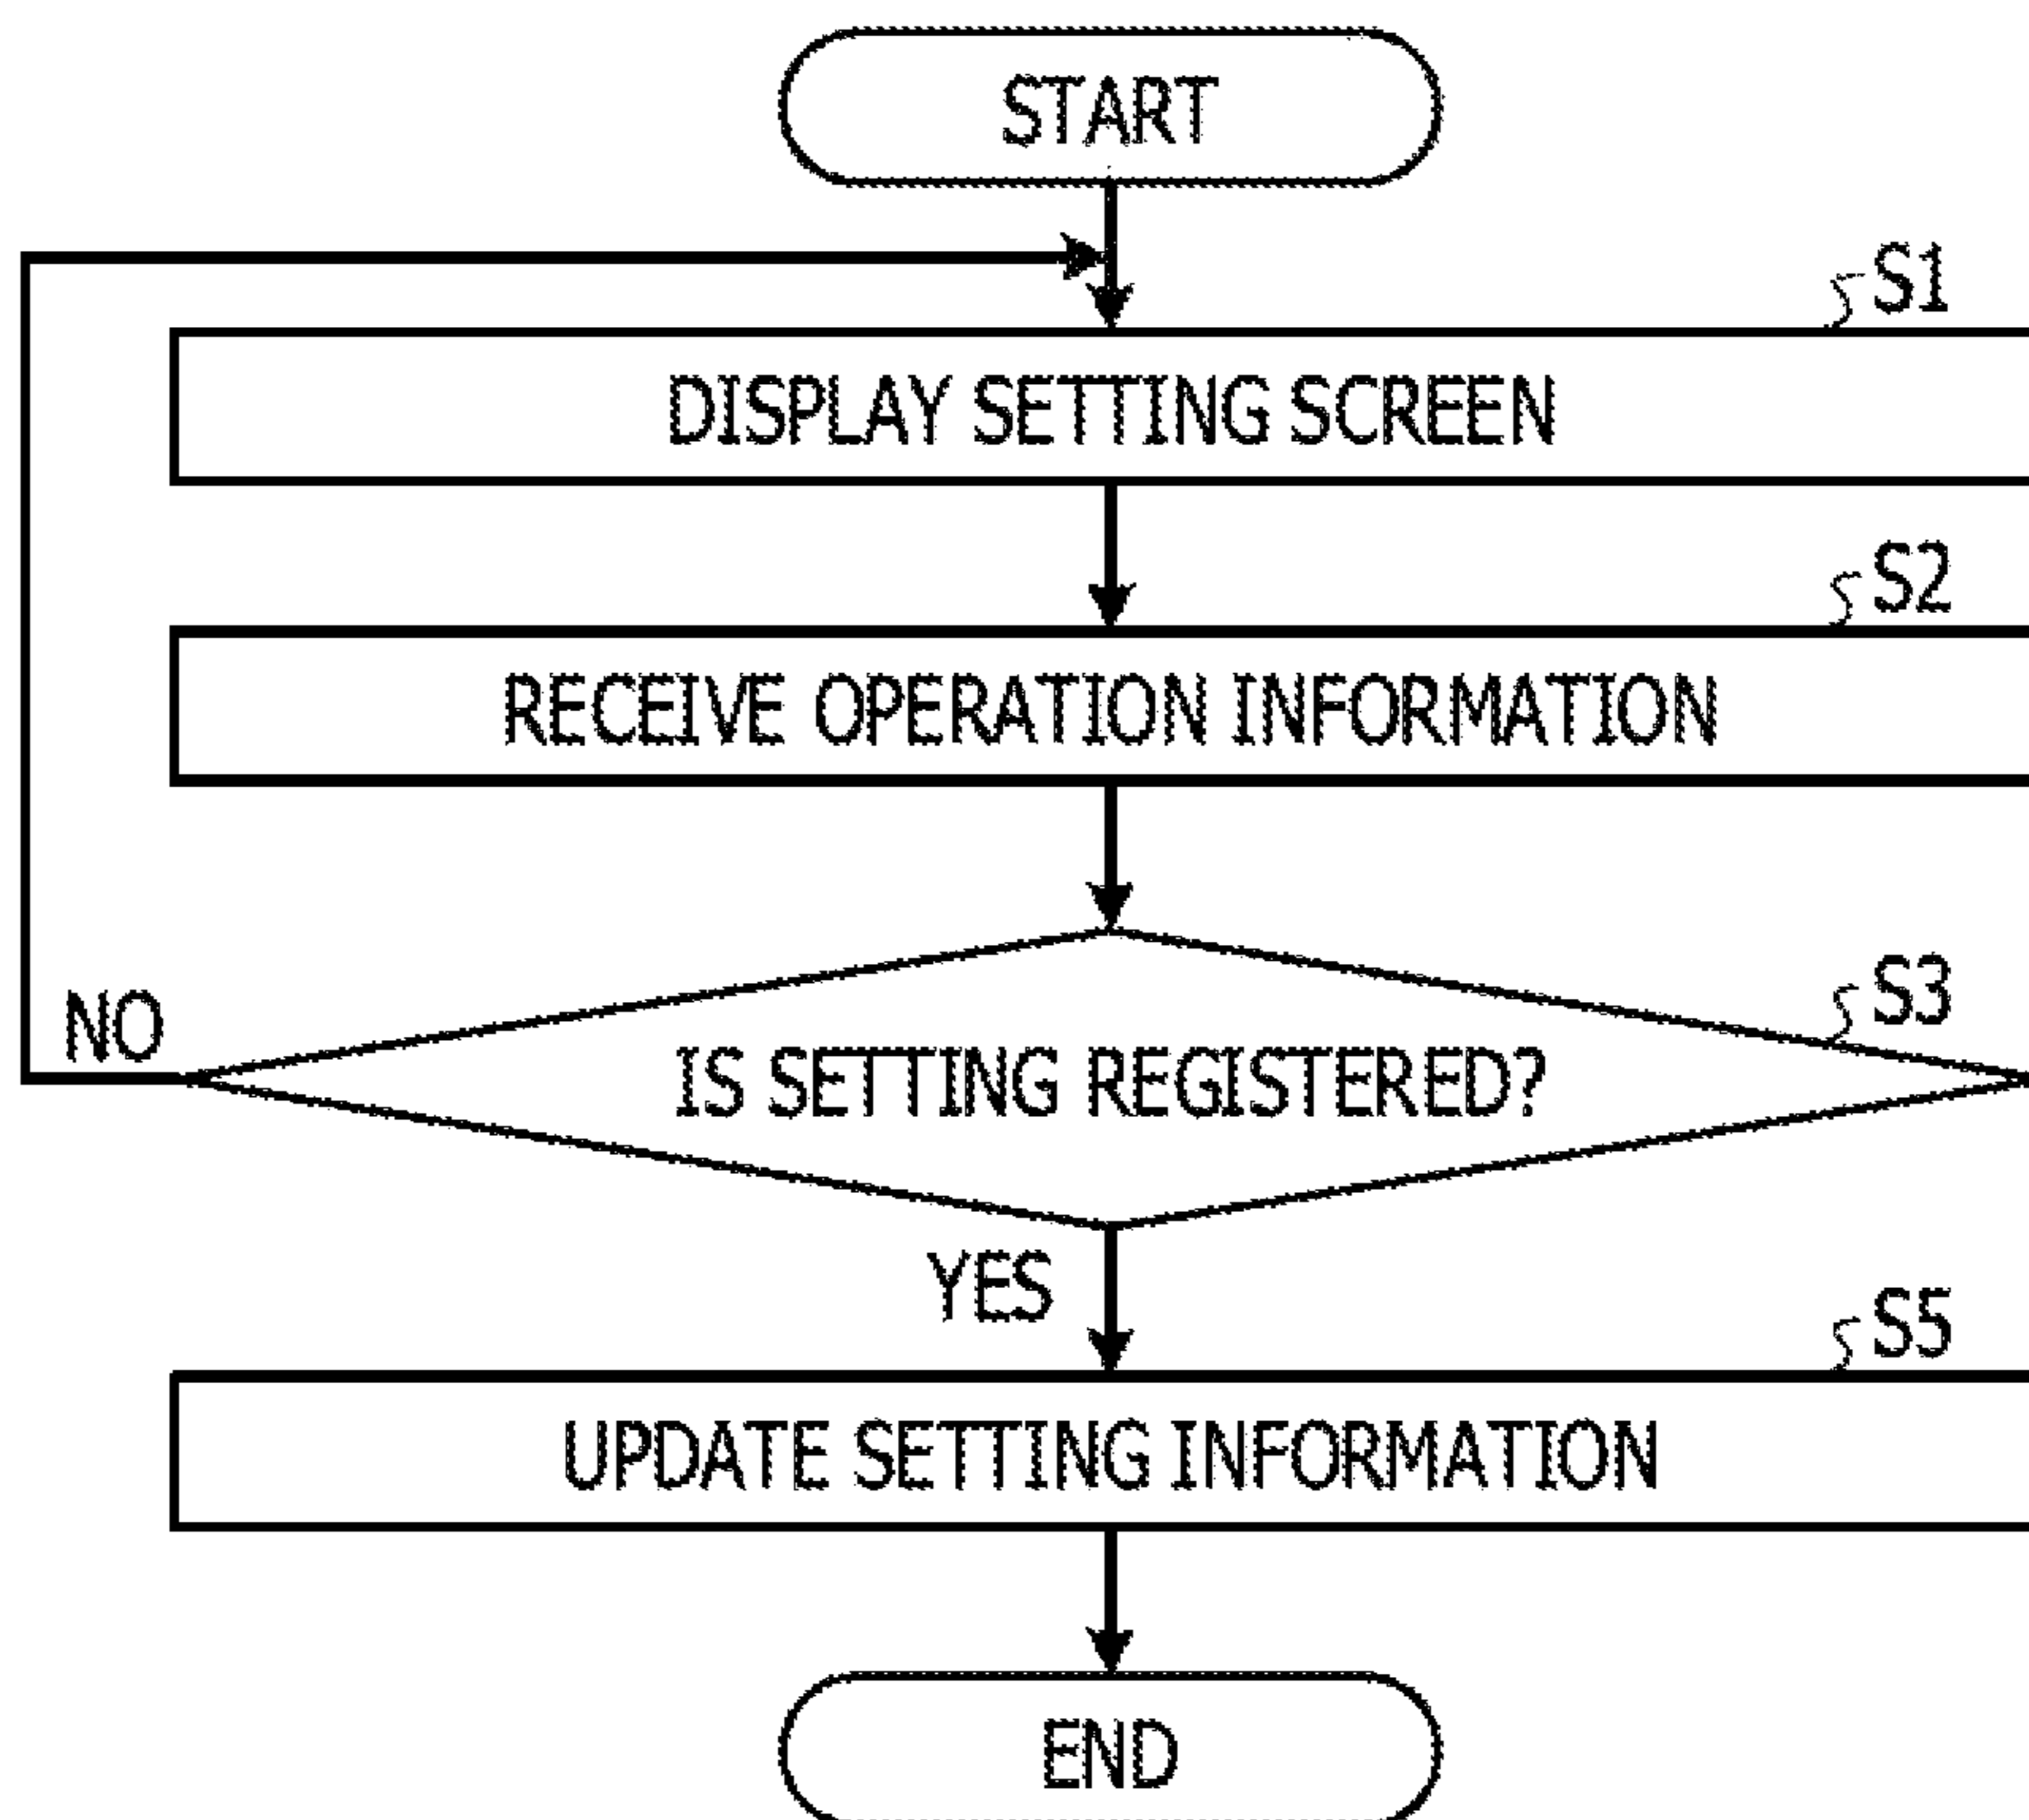 START
S1
DISPLAY SETTING SCREEN
S2
RECEIVE OPERATION INFORMATION
S3
NO
IS SETTING REGISTERED?
YES
S5
UPDATE SETTING INFORMATION
END